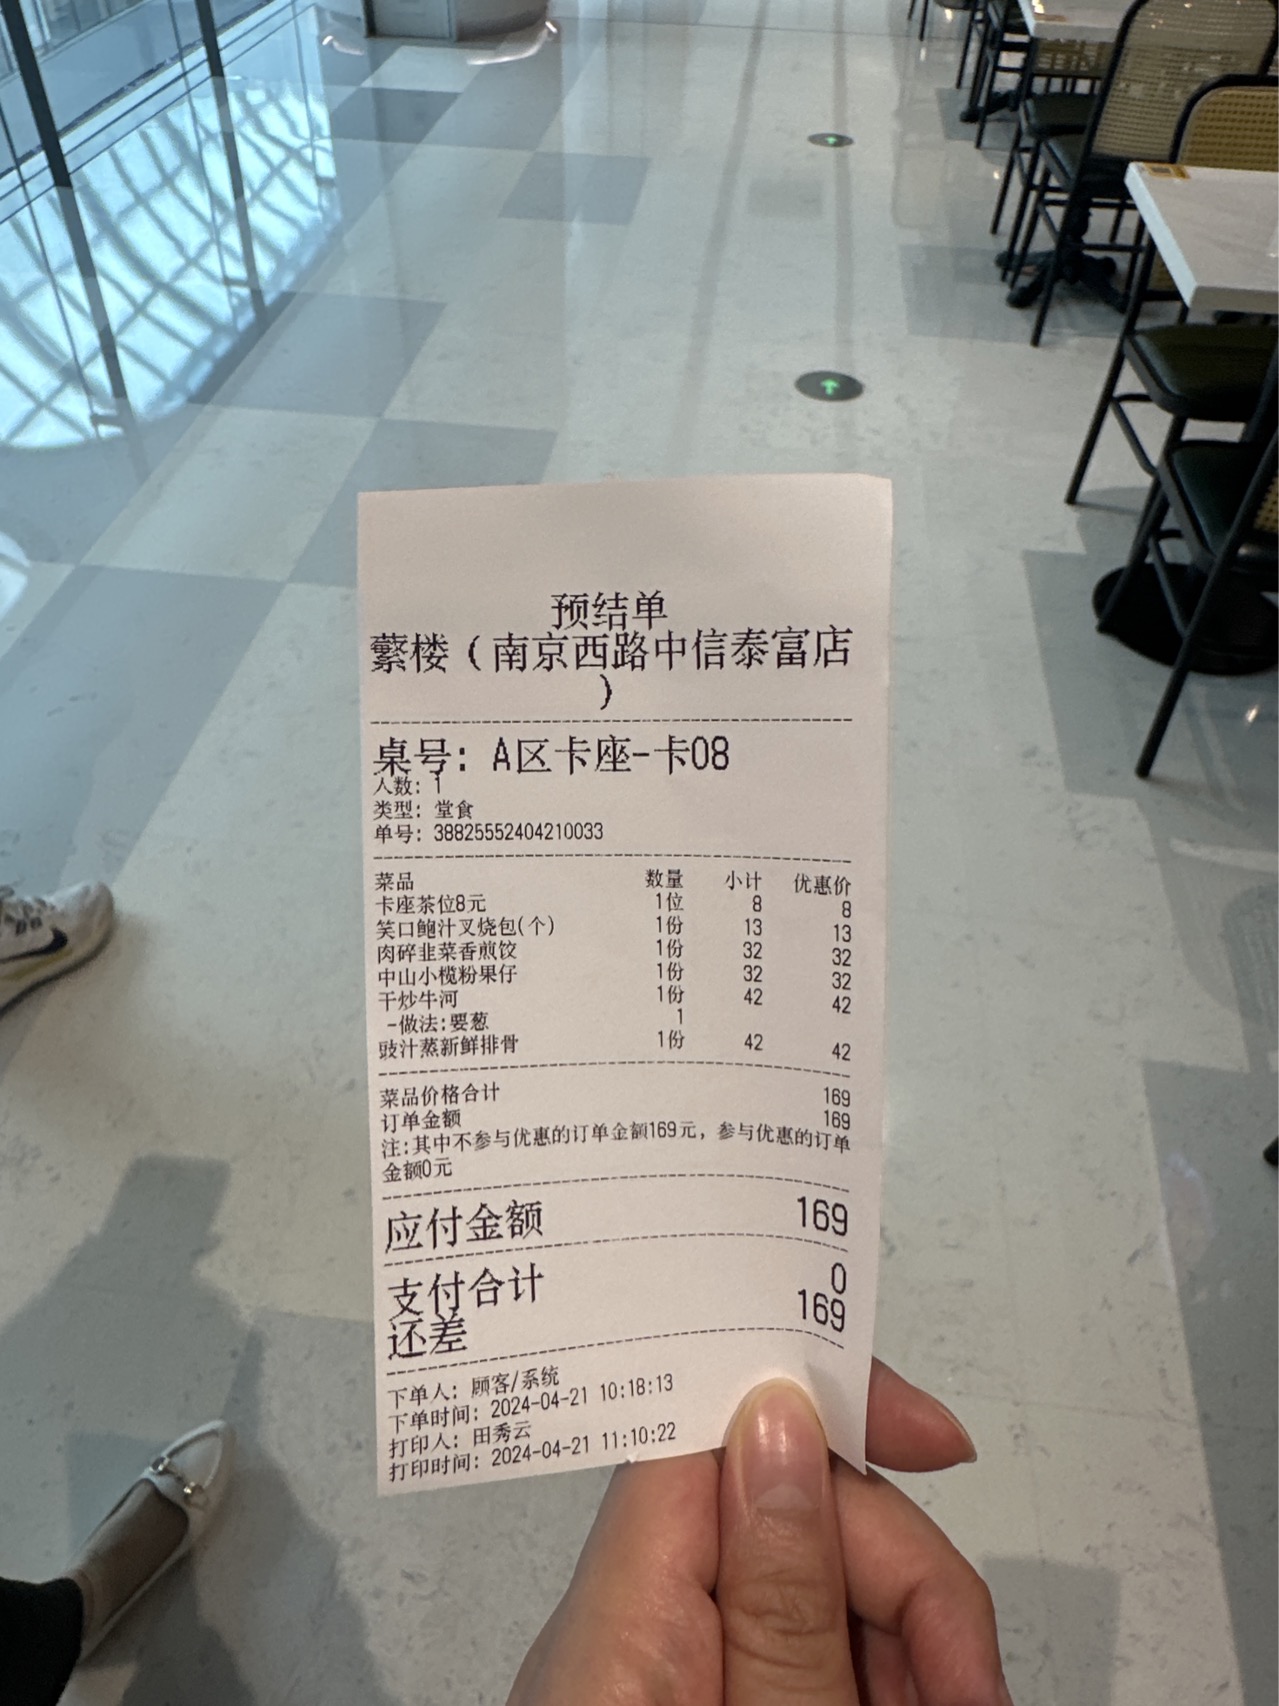 预结单
蘩楼（南京西路中信泰富店
）
桌号: A区卡座-卡08
人数: 1
类型: 堂食
单号: 38825552404210033
菜品 数量 小计 优惠价
卡座茶位8元 1位 8 8
笑口鲍汁叉烧包(个) 1份 13 13
肉碎韭菜香煎饺 1份 32 32
中山小榄粉果仔 1份 32 32
干炒牛河 1份 42 42
-做法:要葱 1
豉汁蒸新鲜排骨 1份 42 42
菜品价格合计 169
订单金额 169
注:其中不参与优惠的订单金额169元，参与优惠的订单
金额0元
应付金额 169
支付合计 0
还差 169
下单人: 顾客/系统
下单时间: 2024-04-21 10:18:13
打印人: 田秀云
打印时间: 2024-04-21 11:10:22